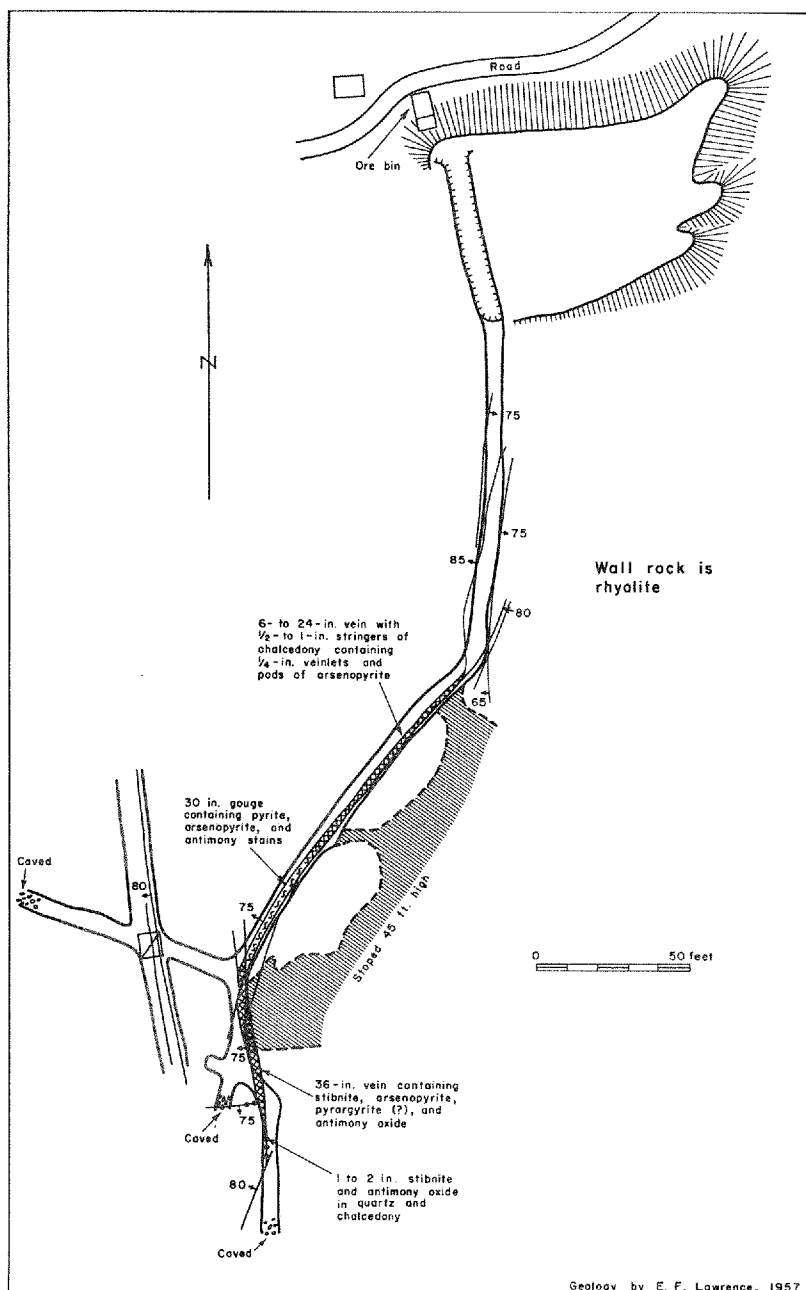 Road
Ore bin
N
75
75
85
Wall rock is
rhyolite
80
6- to 24-in. vein with
1/2- to 1-in. stringers of
chalcedony containing
1/4-in. veinlets and
pods of arsenopyrite
65
30 in. gouge
containing pyrite,
arsenopyrite, and
antimony stains
Caved
80
75
Stoped 45 ft. high
0 50 feet
75
36-in. vein containing
stibnite, arsenopyrite,
pyrargyrite (?), and
antimony oxide
75
Caved
1 to 2 in. stibnite
and antimony oxide
in quartz and
chalcedony
80
Caved
Geology by E. F. Lawrence, 1957